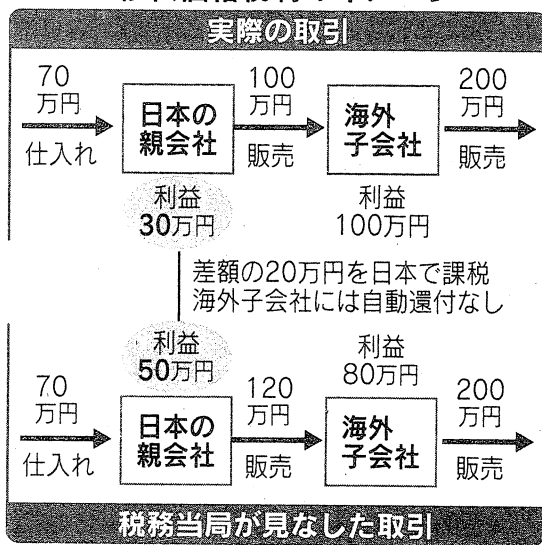 実際の取引
70
万円
仕入れ
日本の
親会社
100
万円
販売
海外
子会社
200
万円
販売
利益
30万円
利益
100万円
差額の20万円を日本で課税
海外子会社には自動還付なし
利益
50万円
利益
80万円
70
万円
仕入れ
日本の
親会社
120
万円
販売
海外
子会社
200
万円
販売
税務当局が見なした取引